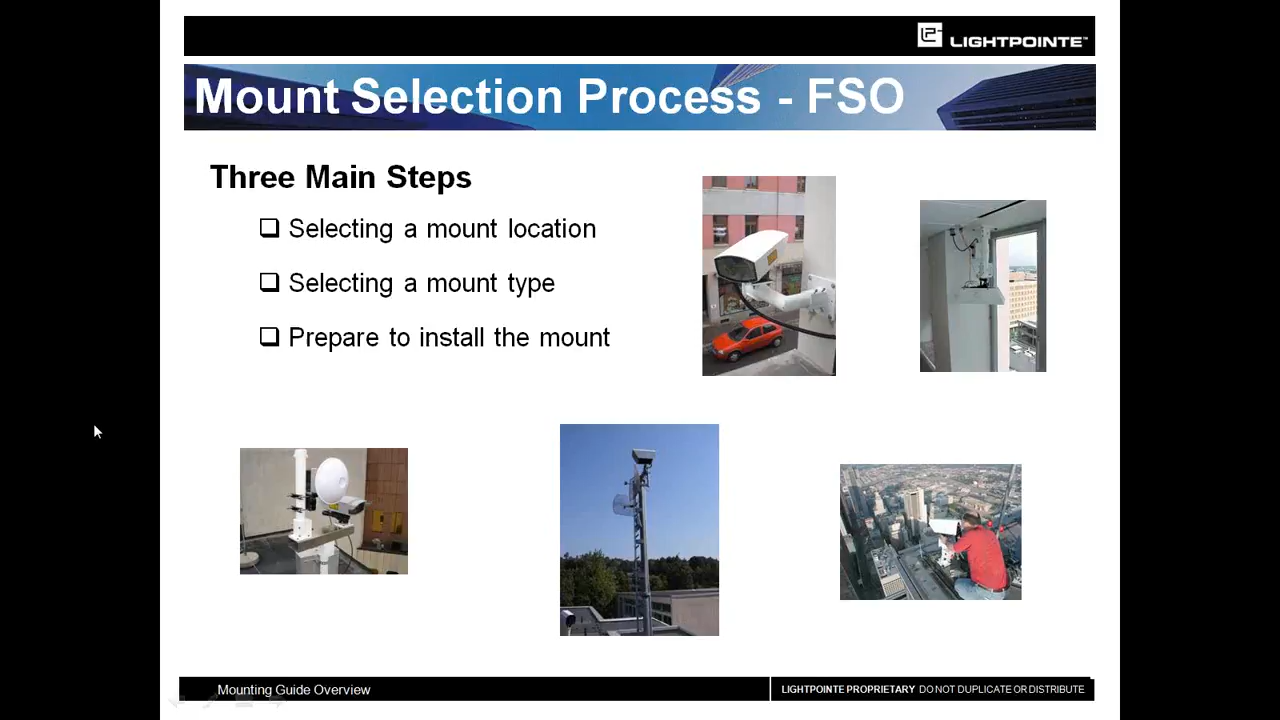 LIGHTPOINTE™
Mount Selection Process - FSO
Three Main Steps
Selecting a mount location
Selecting a mount type
Prepare to install the mount
Mounting Guide Overview
LIGHTPOINTE PROPRIETARY DO NOT DUPLICATE OR DISTRIBUTE